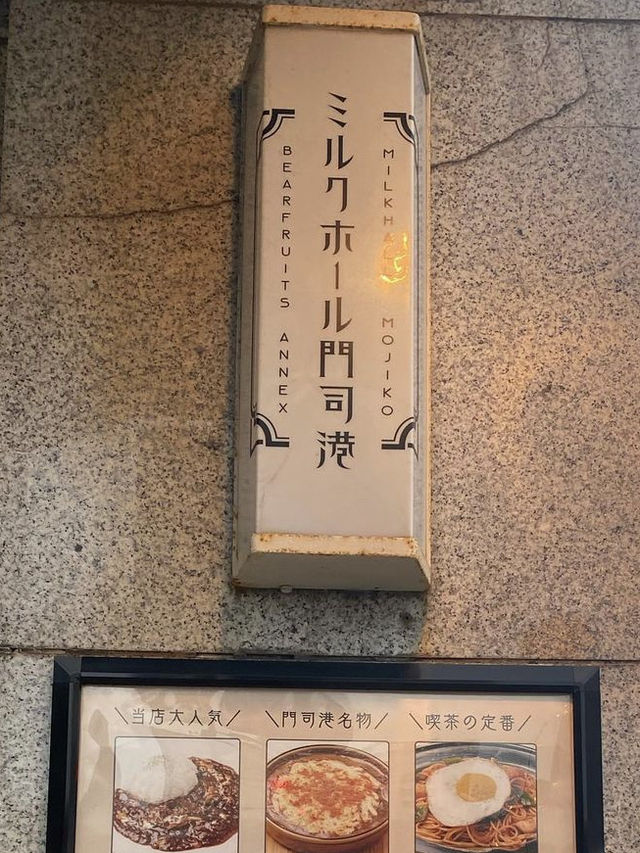 MILKHALL MOJIKO
ミルクホール門司港
BEARFRUITS ANNEX
\当店大人気/
\門司港名物/
\喫茶の定番/